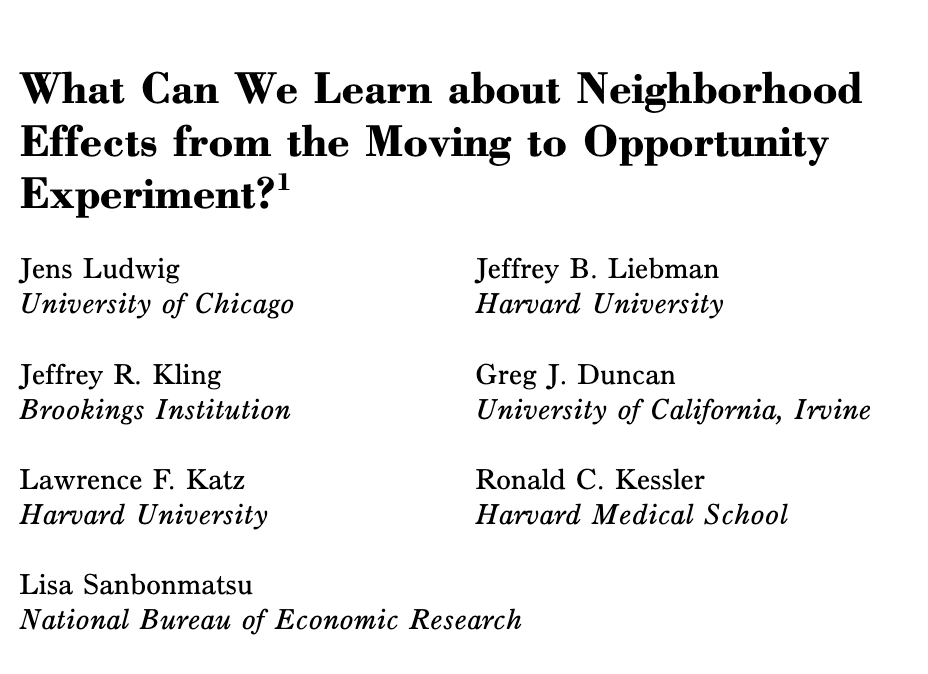 What Can We Learn about Neighborhood
Effects from the Moving to Opportunity
Experiment?¹
Jens Ludwig
University of Chicago
Jeffrey B. Liebman
Harvard University
Jeffrey R. Kling
Brookings Institution
Greg J. Duncan
University of California, Irvine
Lawrence F. Katz
Harvard University
Ronald C. Kessler
Harvard Medical School
Lisa Sanbonmatsu
National Bureau of Economic Research